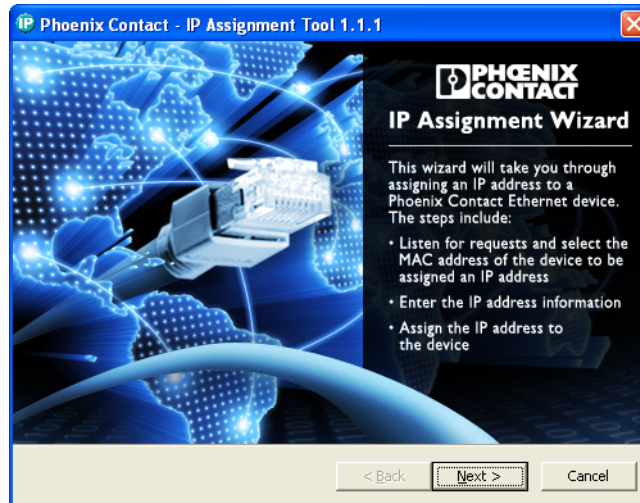 Phoenix Contact - IP Assignment Tool 1.1.1
PHŒNIX
CONTACT
IP Assignment Wizard
This wizard will take you through
assigning an IP address to a
Phoenix Contact Ethernet device.
The steps include:
• Listen for requests and select the
MAC address of the device to be
assigned an IP address
• Enter the IP address information
• Assign the IP address to
the device
< Back
Next >
Cancel